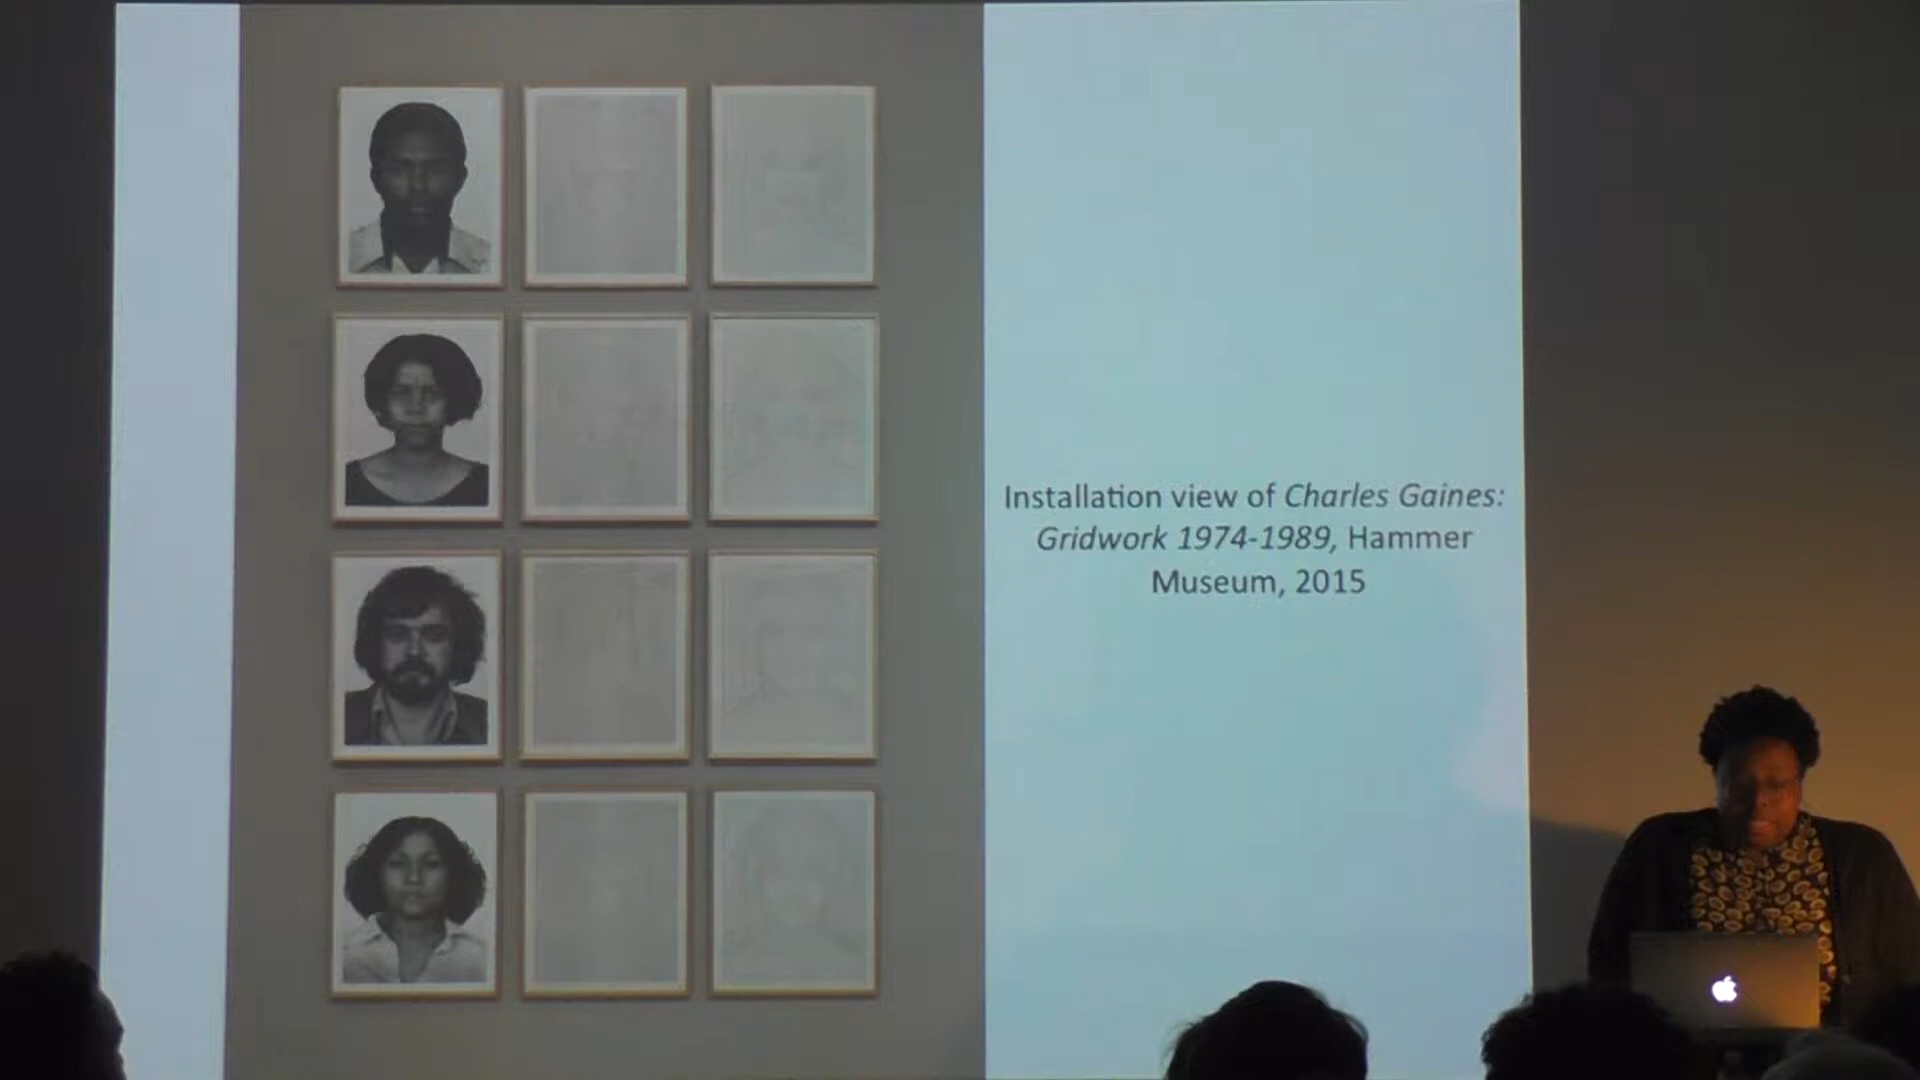 Installation view of Charles Gaines:
Gridwork 1974-1989, Hammer
Museum, 2015